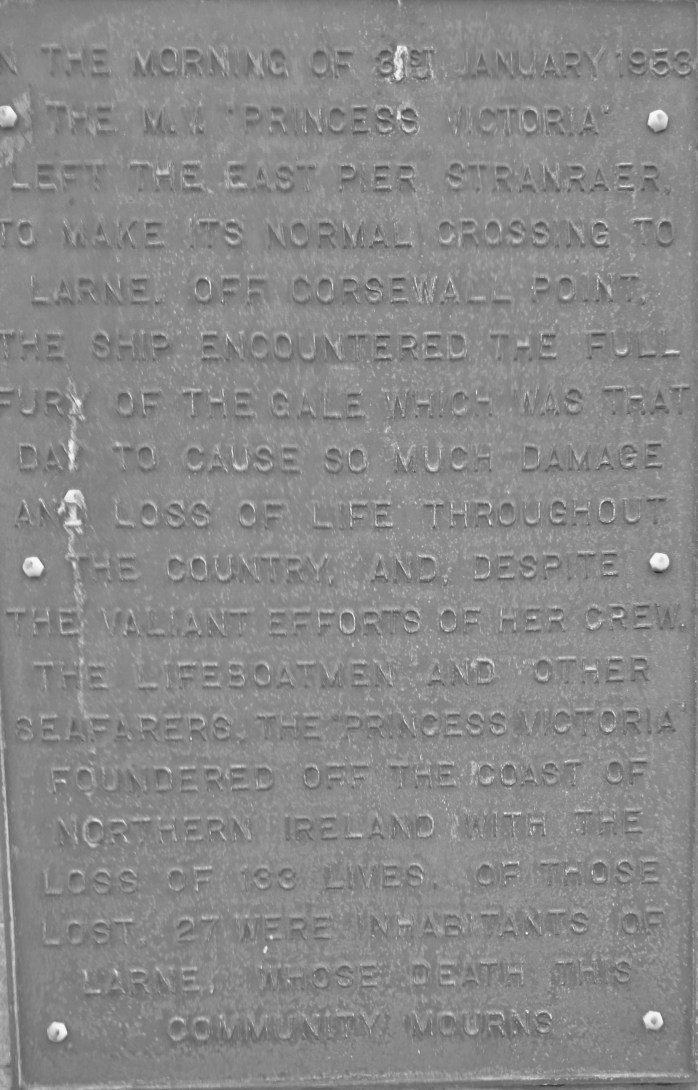 N THE MORNING OF 31ST JANUARY 1953
THE M.V. "PRINCESS VICTORIA"
LEFT THE EAST PIER STRANRAER,
TO MAKE ITS NORMAL CROSSING TO
LARNE. OFF CORSEWALL POINT,
THE SHIP ENCOUNTERED THE FULL
FURY OF THE GALE WHICH WAS THAT
DAY TO CAUSE SO MUCH DAMAGE
AND LOSS OF LIFE THROUGHOUT
THE COUNTRY, AND, DESPITE
THE VALIANT EFFORTS OF HER CREW,
THE LIFEBOATMEN AND OTHER
SEAFARERS, THE "PRINCESS VICTORIA"
FOUNDERED OFF THE COAST OF
NORTHERN IRELAND WITH THE
LOSS OF 133 LIVES. OF THOSE
LOST, 27 WERE INHABITANTS OF
LARNE, WHOSE DEATH THIS
COMMUNITY MOURNS